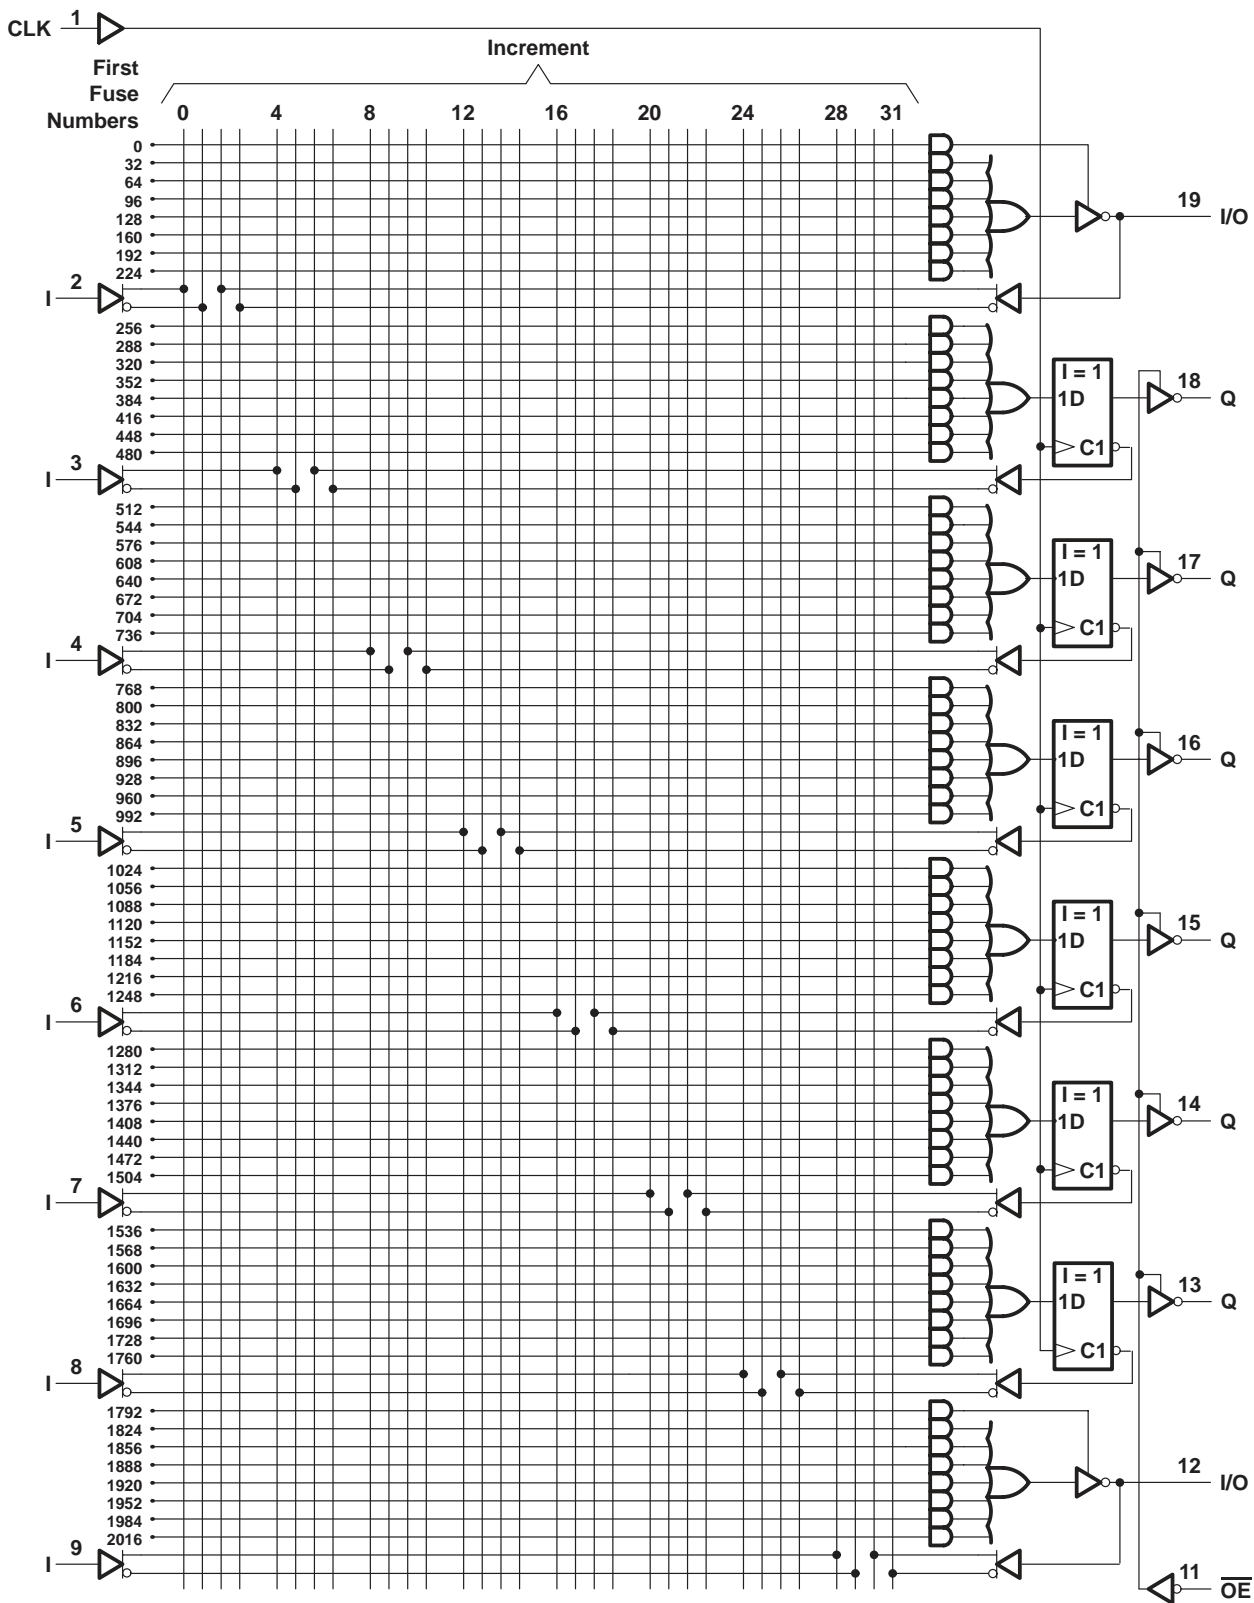 CLK 1
Increment
First
Fuse
Numbers
0 4 8 12 16 20 24 28 31
0
32
64
96
128
160
192
224
19 I/O
I 2
256
288
320
352
384
416
448
480
I = 1
1D
C1
18 Q
I 3
512
544
576
608
640
672
704
736
I = 1
1D
C1
17 Q
I 4
768
800
832
864
896
928
960
992
I = 1
1D
C1
16 Q
I 5
1024
1056
1088
1120
1152
1184
1216
1248
I = 1
1D
C1
15 Q
I 6
1280
1312
1344
1376
1408
1440
1472
1504
I = 1
1D
C1
14 Q
I 7
1536
1568
1600
1632
1664
1696
1728
1760
I = 1
1D
C1
13 Q
I 8
1792
1824
1856
1888
1920
1952
1984
2016
12 I/O
I 9
11 O̅E̅